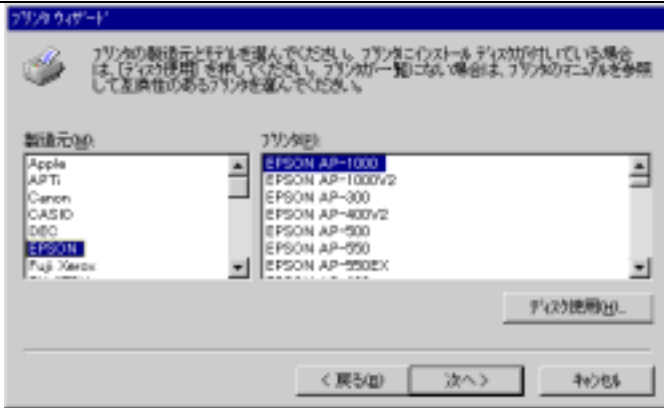 プリンタ ウィザード
プリンタの製造元とモデルを選んでください。プリンタにインストール ディスクが付いている場合
は、[ディスク使用] を押してください。プリンタが一覧にない場合は、プリンタのマニュアルを参照
して互換性のあるプリンタを選んでください。
製造元(M):
プリンタ(P):
Apple
APTi
Canon
CASIO
DEC
EPSON
Fuji Xerox
EPSON AP-1000
EPSON AP-1000V2
EPSON AP-300
EPSON AP-400V2
EPSON AP-500
EPSON AP-550
EPSON AP-550EX
ディスク使用(H)...
< 戻る(B)
次へ >
キャンセル